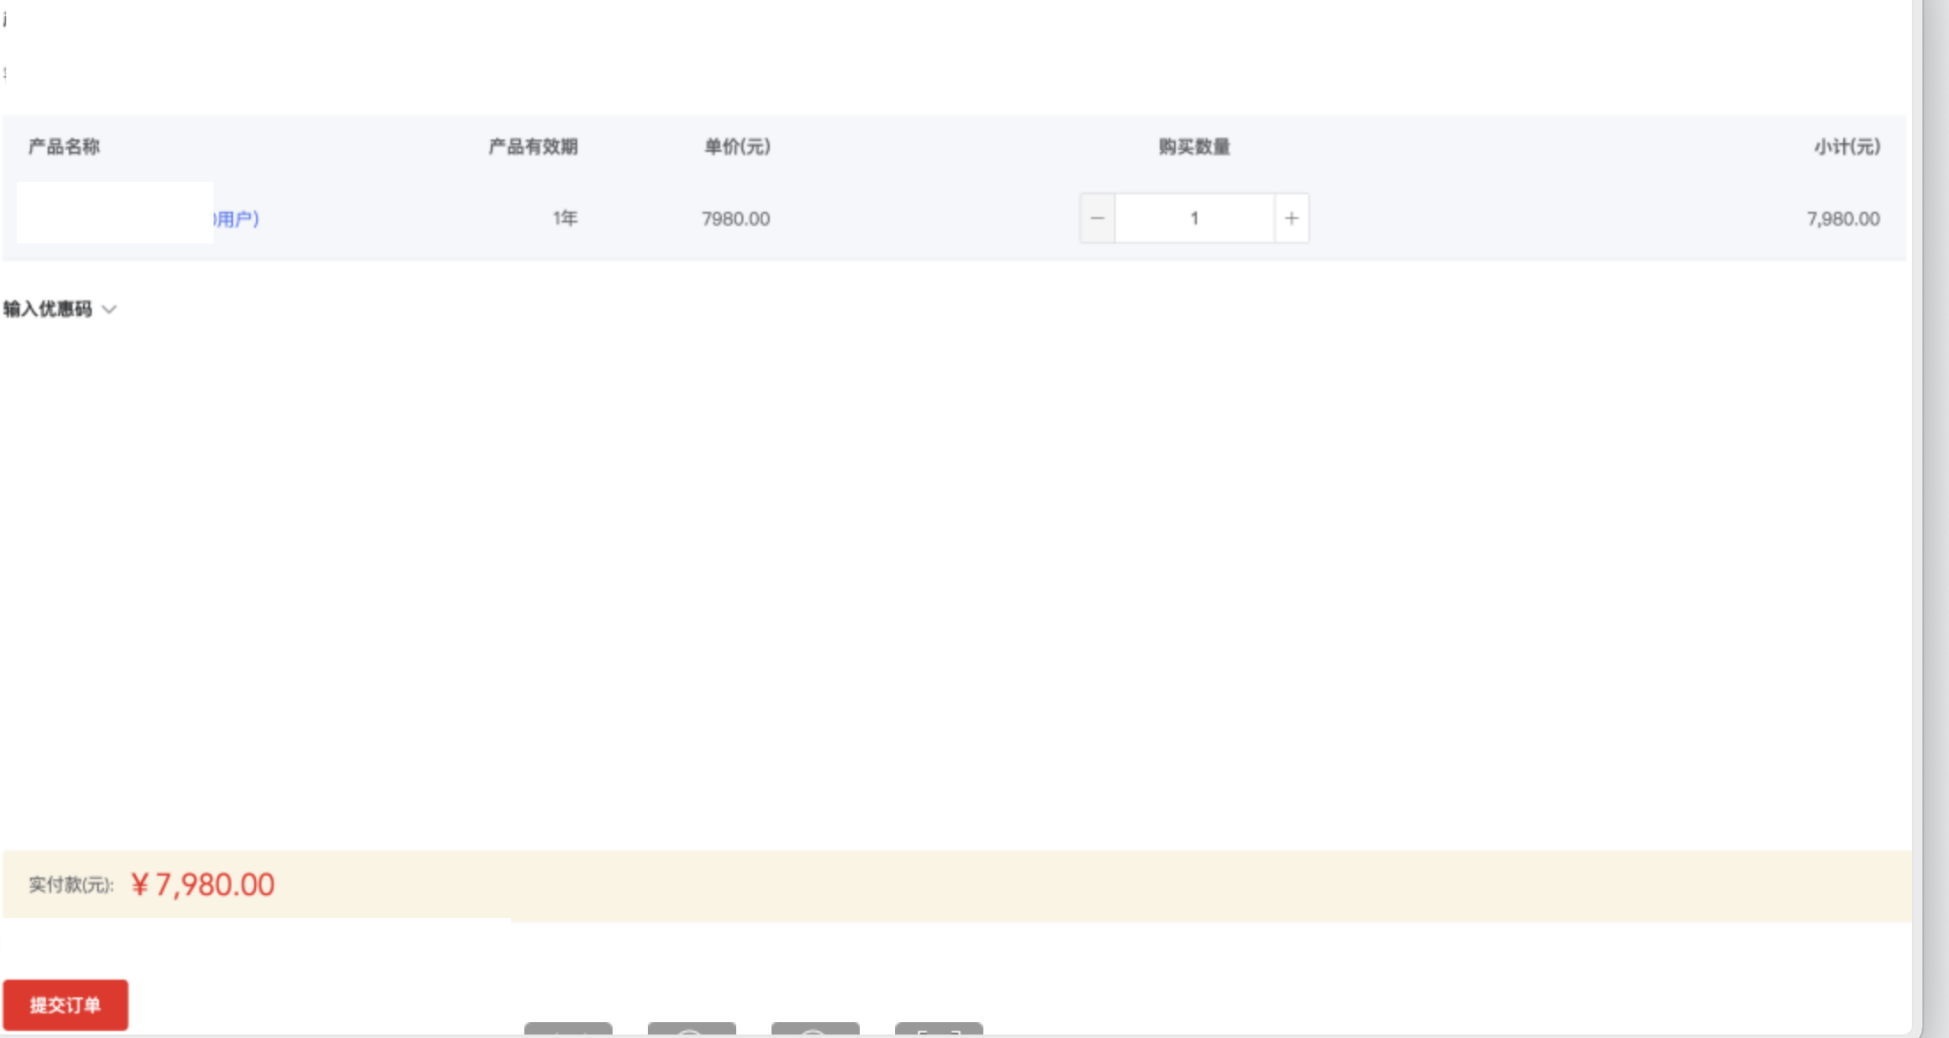 产品名称 产品有效期 单价(元) 购买数量 小计(元)
用户) 1年 7980.00 − 1 + 7,980.00
输入优惠码
实付款(元): ¥ 7,980.00
提交订单